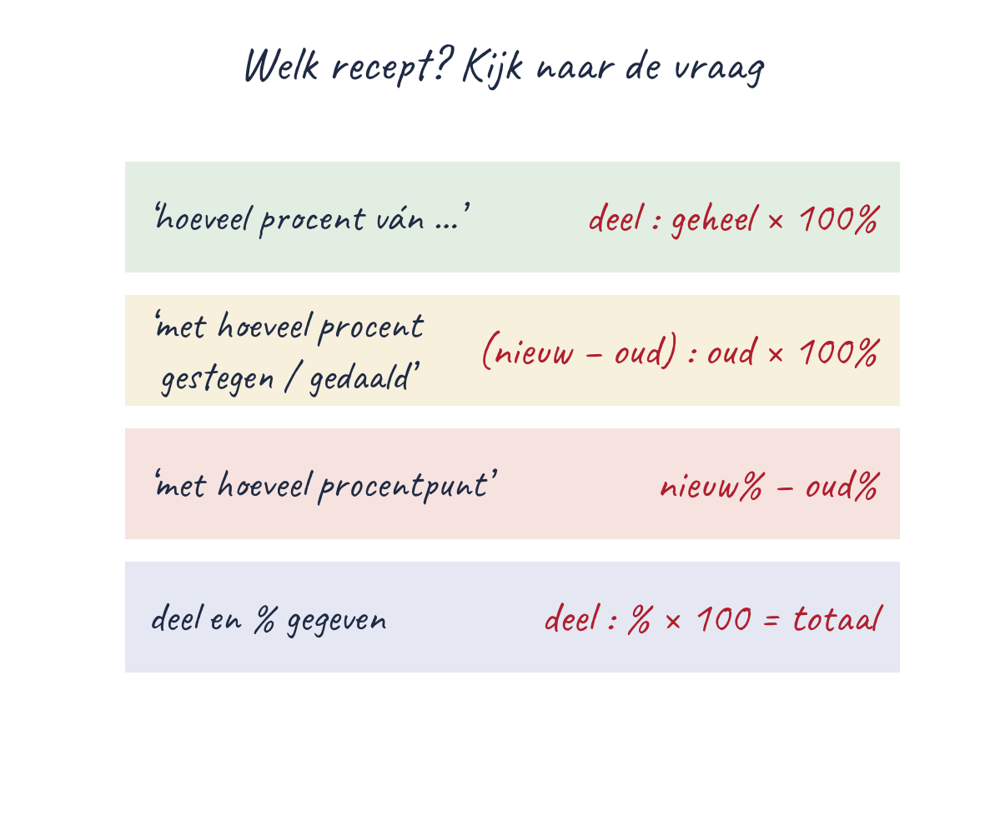 Welk recept? Kijk naar de vraag
‘hoeveel procent ván ...’ deel : geheel × 100%
‘met hoeveel procent
gestegen / gedaald’ (nieuw – oud) : oud × 100%
‘met hoeveel procentpunt’ nieuw% – oud%
deel en % gegeven deel : % × 100 = totaal